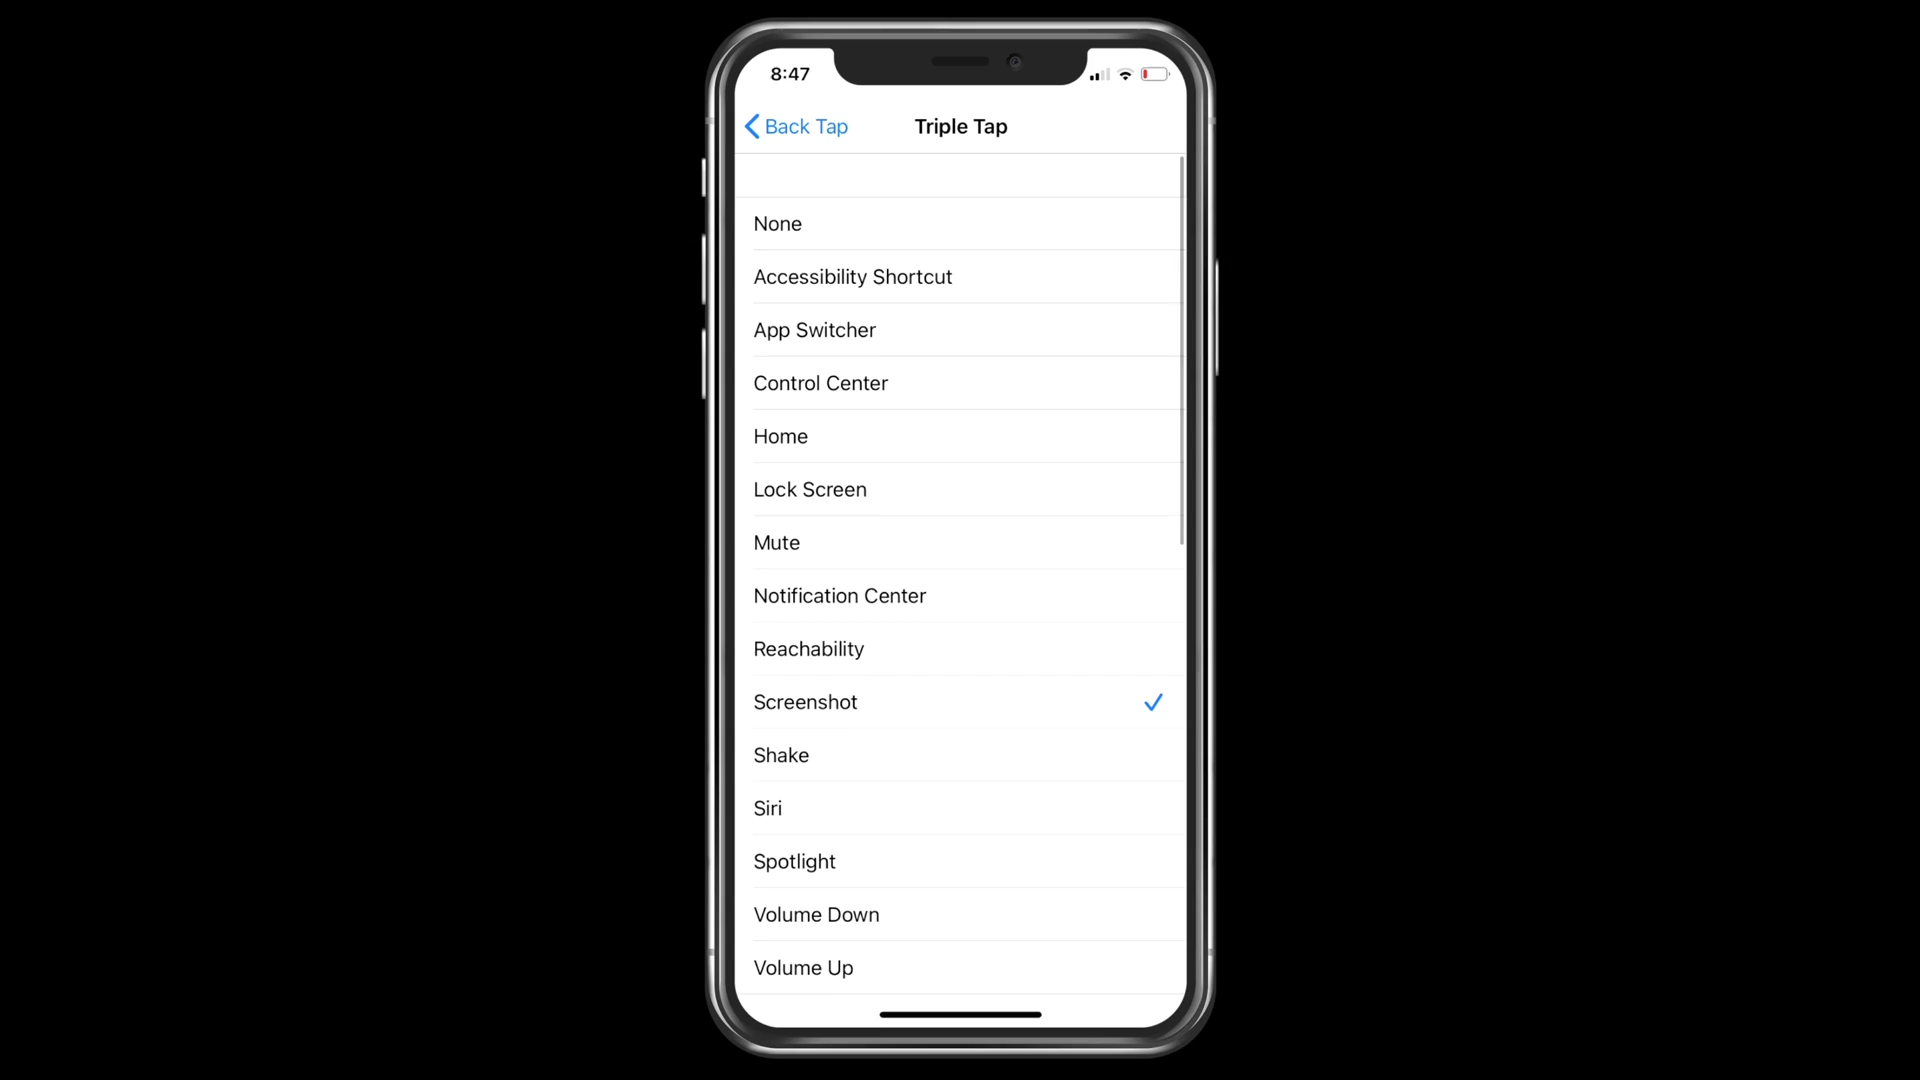 8:47
Back Tap
Triple Tap
None
Accessibility Shortcut
App Switcher
Control Center
Home
Lock Screen
Mute
Notification Center
Reachability
Screenshot
Shake
Siri
Spotlight
Volume Down
Volume Up